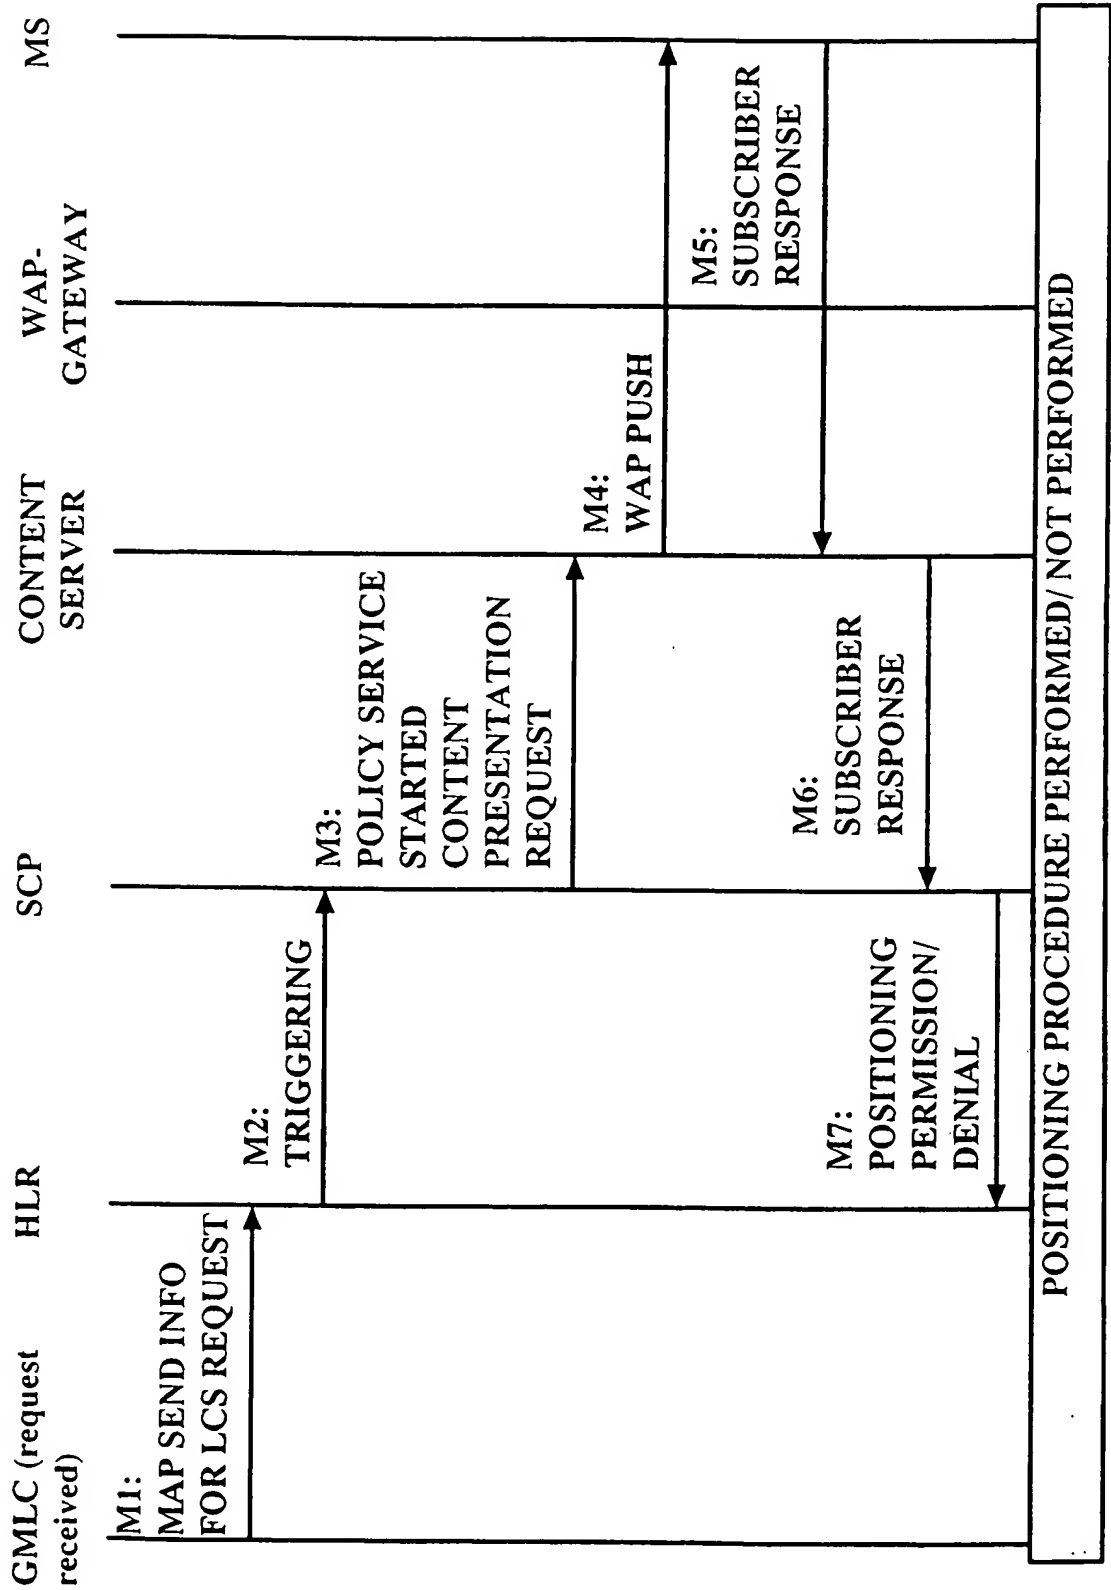 GMLC (request
received)
HLR
SCP
CONTENT
SERVER
WAP-
GATEWAY
MS
M1:
MAP SEND INFO
FOR LCS REQUEST
M2:
TRIGGERING
M3:
POLICY SERVICE
STARTED
CONTENT
PRESENTATION
REQUEST
M4:
WAP PUSH
M5:
SUBSCRIBER
RESPONSE
M6:
SUBSCRIBER
RESPONSE
M7:
POSITIONING
PERMISSION/
DENIAL
POSITIONING PROCEDURE PERFORMED/ NOT PERFORMED